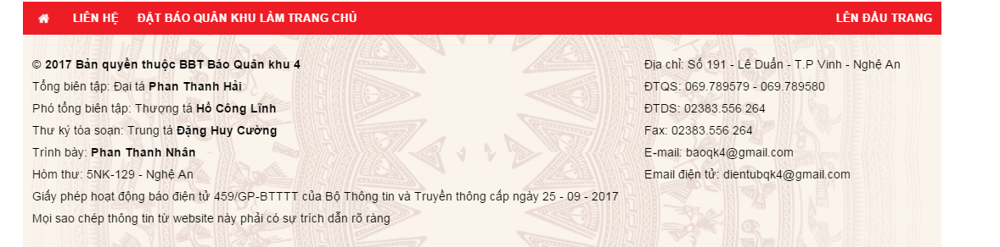 LIÊN HỆ ĐẶT BÁO QUÂN KHU LÀM TRANG CHỦ LÊN ĐẦU TRANG
© 2017 Bản quyền thuộc BBT Báo Quân khu 4
Tổng biên tập: Đại tá Phan Thanh Hải
Phó tổng biên tập: Thượng tá Hồ Công Lĩnh
Thư ký tòa soạn: Trung tá Đặng Huy Cường
Trình bày: Phan Thanh Nhân
Hòm thư: 5NK-129 - Nghệ An
Giấy phép hoạt động báo điện tử 459/GP-BTTTT của Bộ Thông tin và Truyền thông cấp ngày 25 - 09 - 2017
Mọi sao chép thông tin từ website này phải có sự trích dẫn rõ ràng
Địa chỉ: Số 191 - Lê Duẩn - T.P Vinh - Nghệ An
ĐTQS: 069.789579 - 069.789580
ĐTDS: 02383.556 264
Fax: 02383.556 264
E-mail: baoqk4@gmail.com
Email điện tử: dientubqk4@gmail.com